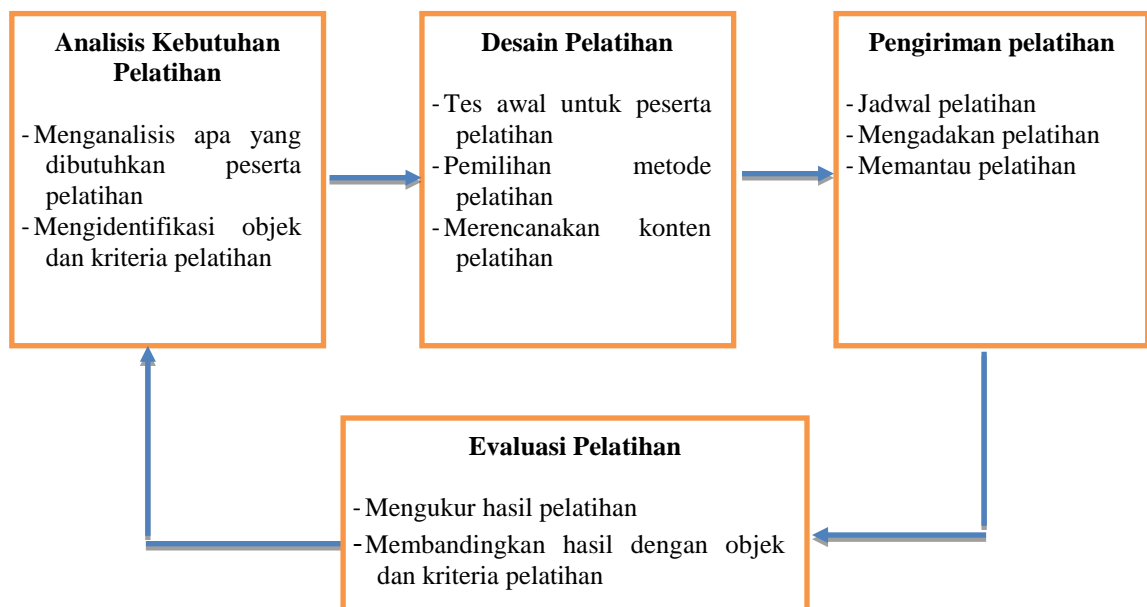 Analisis Kebutuhan
Pelatihan
- Menganalisis apa yang
dibutuhkan peserta
pelatihan
- Mengidentifikasi objek
dan kriteria pelatihan
Desain Pelatihan
- Tes awal untuk peserta
pelatihan
- Pemilihan metode
pelatihan
- Merencanakan konten
pelatihan
Pengiriman pelatihan
- Jadwal pelatihan
- Mengadakan pelatihan
- Memantau pelatihan
Evaluasi Pelatihan
- Mengukur hasil pelatihan
- Membandingkan hasil dengan objek
dan kriteria pelatihan